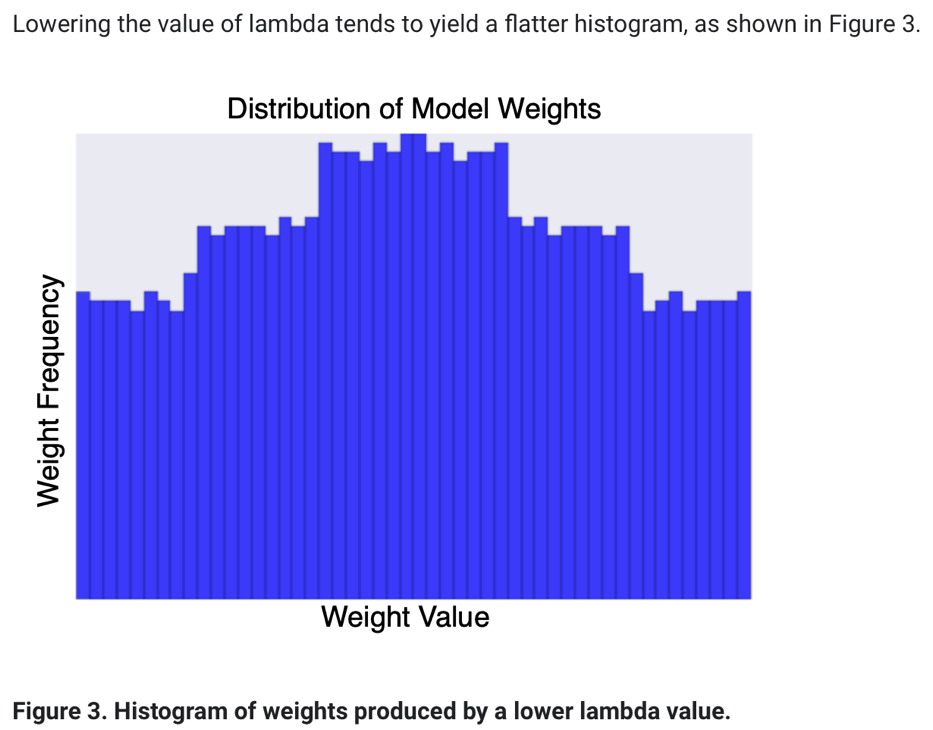 Lowering the value of lambda tends to yield a flatter histogram, as shown in Figure 3.
Distribution of Model Weights
Weight Frequency
Weight Value
Figure 3. Histogram of weights produced by a lower lambda value.